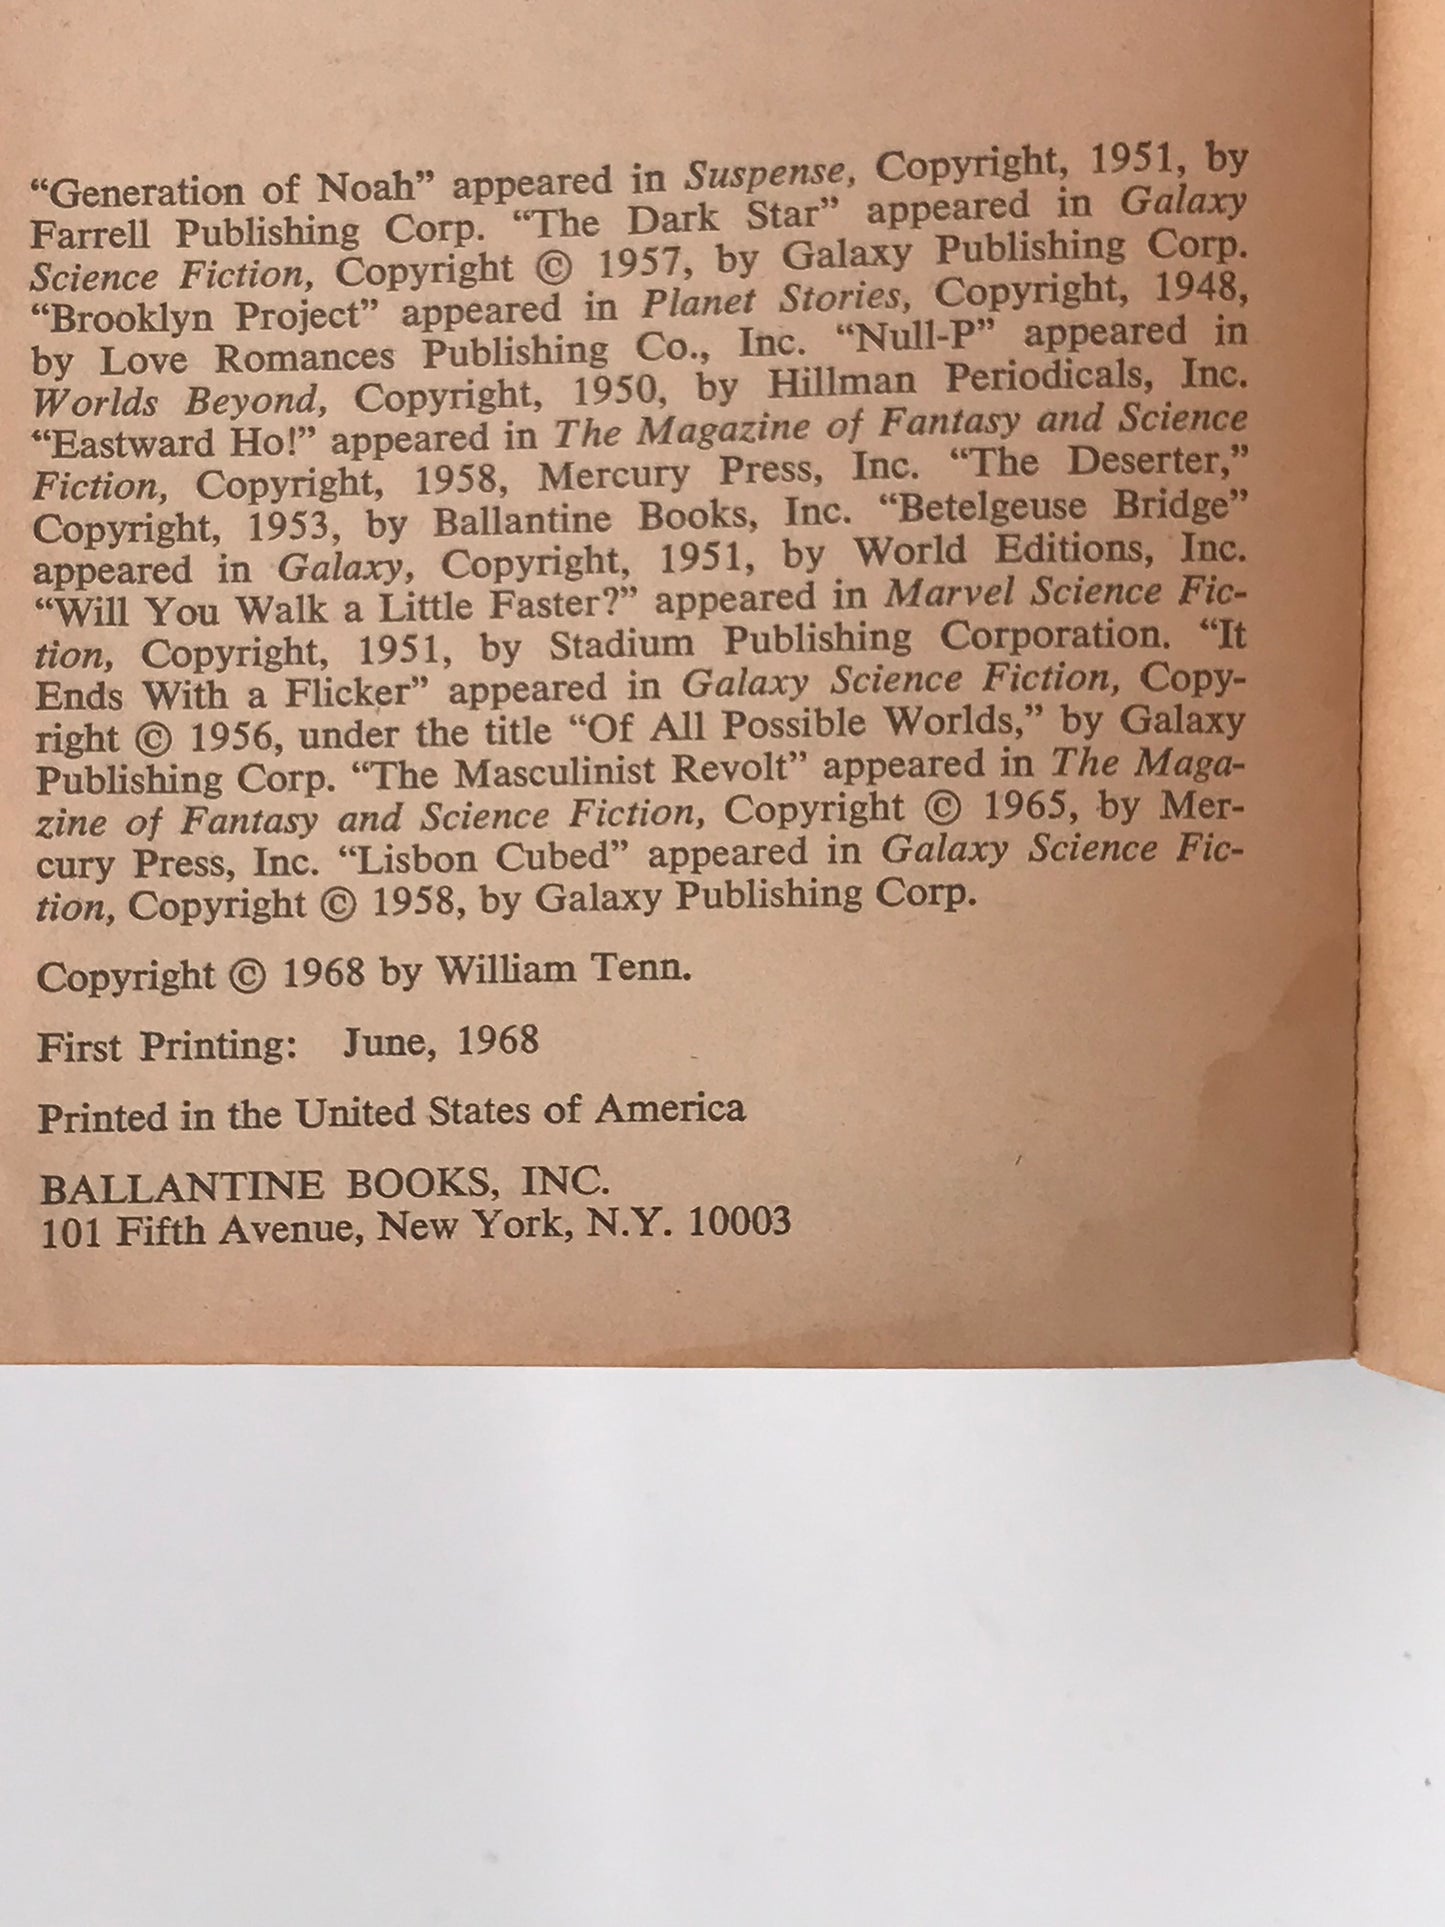 “Generation of Noah” appeared in Suspense, Copyright, 1951, by
Farrell Publishing Corp. “The Dark Star” appeared in Galaxy
Science Fiction, Copyright © 1957, by Galaxy Publishing Corp.
“Brooklyn Project” appeared in Planet Stories, Copyright, 1948,
by Love Romances Publishing Co., Inc. “Null-P” appeared in
Worlds Beyond, Copyright, 1950, by Hillman Periodicals, Inc.
“Eastward Ho!” appeared in The Magazine of Fantasy and Science
Fiction, Copyright, 1958, Mercury Press, Inc. “The Deserter,”
Copyright, 1953, by Ballantine Books, Inc. “Betelgeuse Bridge”
appeared in Galaxy, Copyright, 1951, by World Editions, Inc.
“Will You Walk a Little Faster?” appeared in Marvel Science Fic-
tion, Copyright, 1951, by Stadium Publishing Corporation. “It
Ends With a Flicker” appeared in Galaxy Science Fiction, Copy-
right © 1956, under the title “Of All Possible Worlds,” by Galaxy
Publishing Corp. “The Masculinist Revolt” appeared in The Maga-
zine of Fantasy and Science Fiction, Copyright © 1965, by Mer-
cury Press, Inc. “Lisbon Cubed” appeared in Galaxy Science Fic-
tion, Copyright © 1958, by Galaxy Publishing Corp.
Copyright © 1968 by William Tenn.
First Printing: June, 1968
Printed in the United States of America
BALLANTINE BOOKS, INC.
101 Fifth Avenue, New York, N.Y. 10003